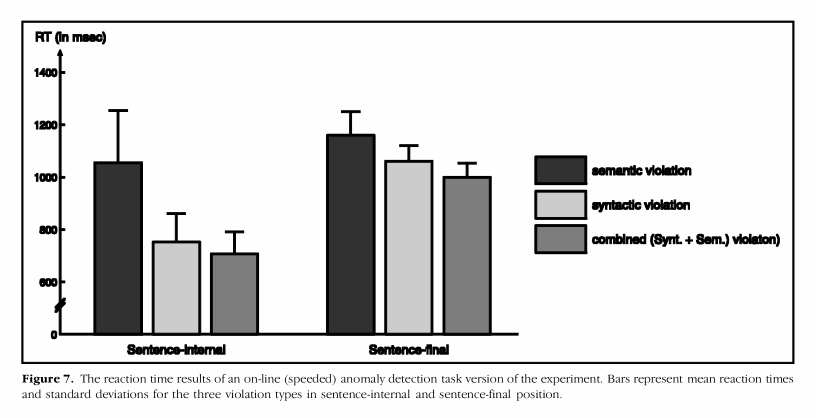 RT (in msec)
1400
1200
1000
800
600
0
Sentence-internal Sentence-final
semantic violation
syntactic violation
combined (Synt. + Sem.) violaton)
Figure 7. The reaction time results of an on-line (speeded) anomaly detection task version of the experiment. Bars represent mean reaction times
and standard deviations for the three violation types in sentence-internal and sentence-final position.